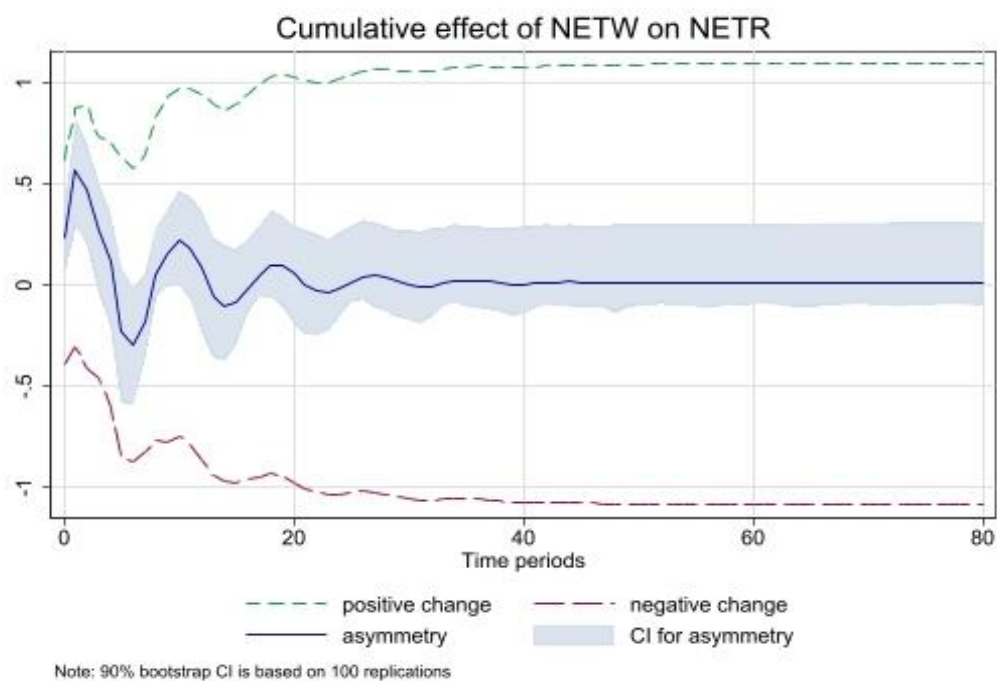 Cumulative effect of NETW on NETR
1
.5
0
-.5
-1
0 20 40 60 80
Time periods
positive change negative change
asymmetry CI for asymmetry
Note: 90% bootstrap CI is based on 100 replications